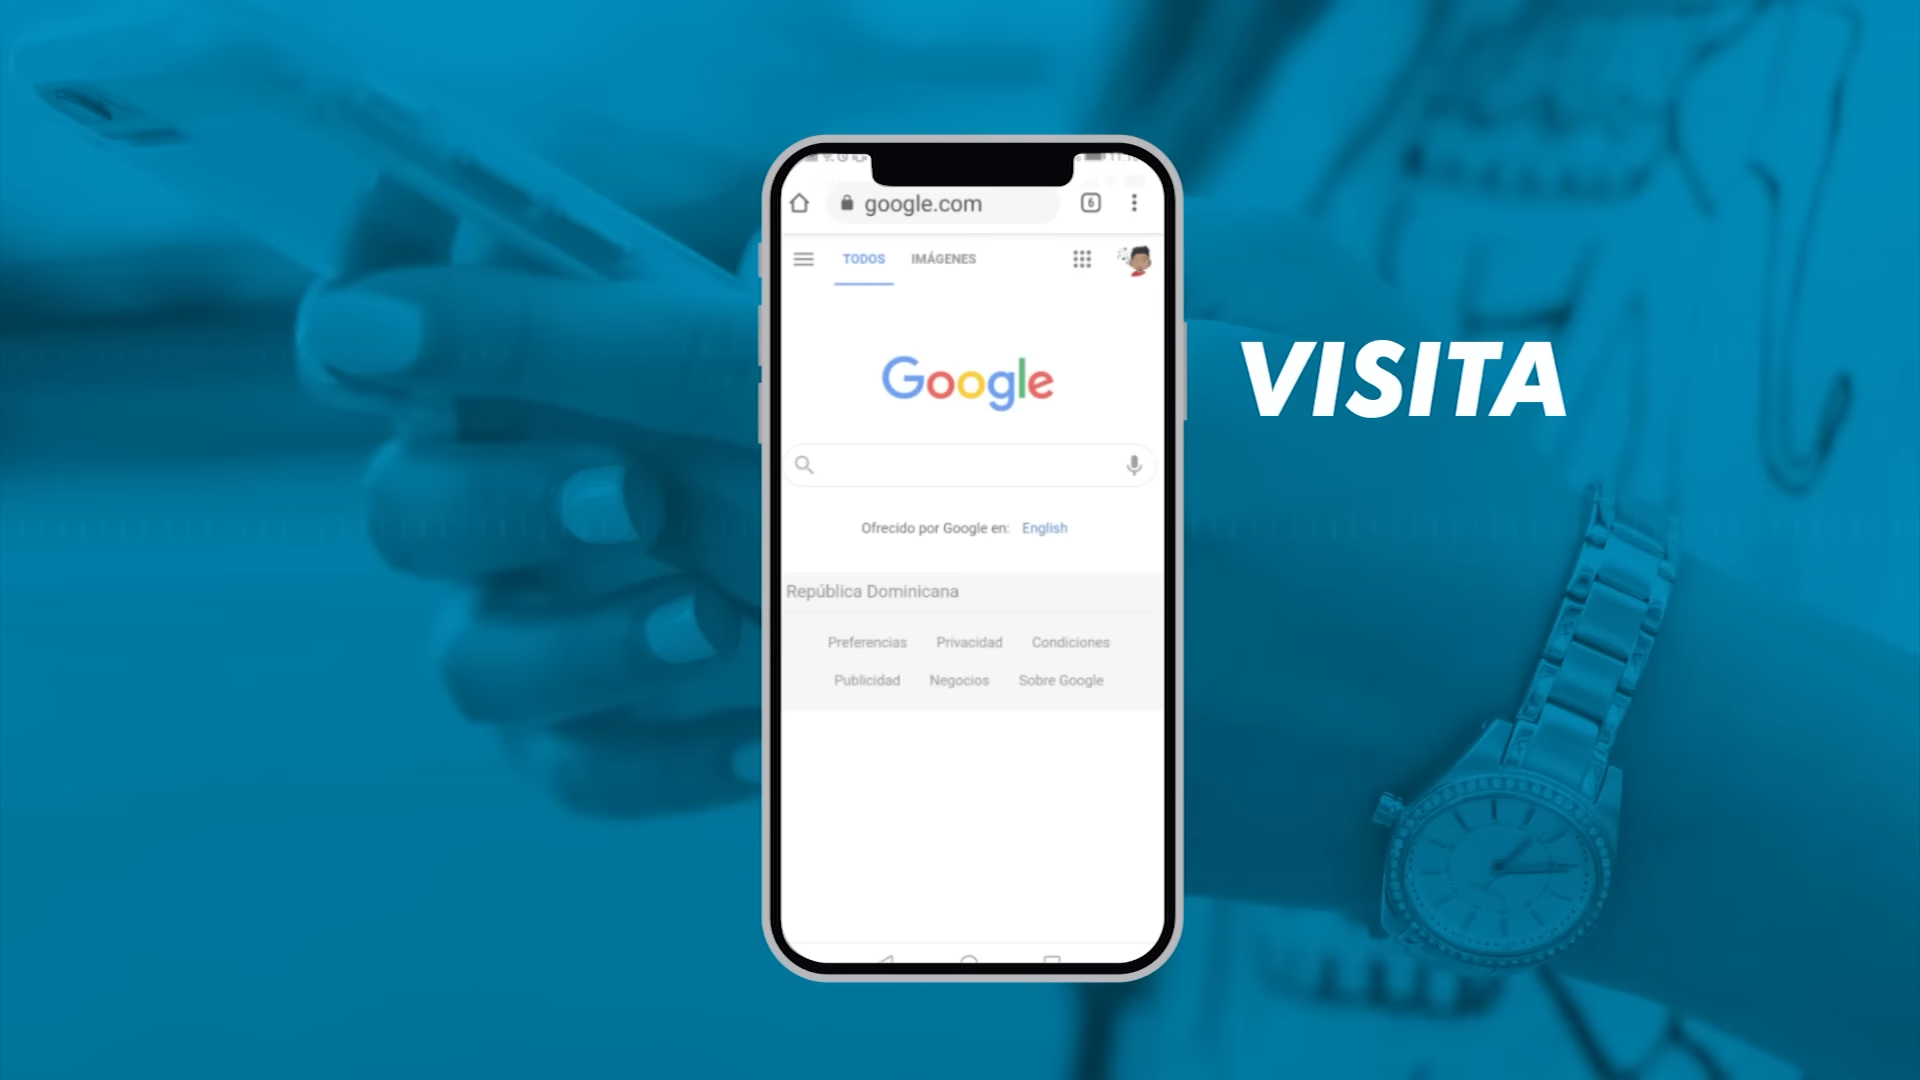 google.com
6
TODOS IMÁGENES
Google
VISITA
Ofrecido por Google en: English
República Dominicana
Preferencias Privacidad Condiciones
Publicidad Negocios Sobre Google